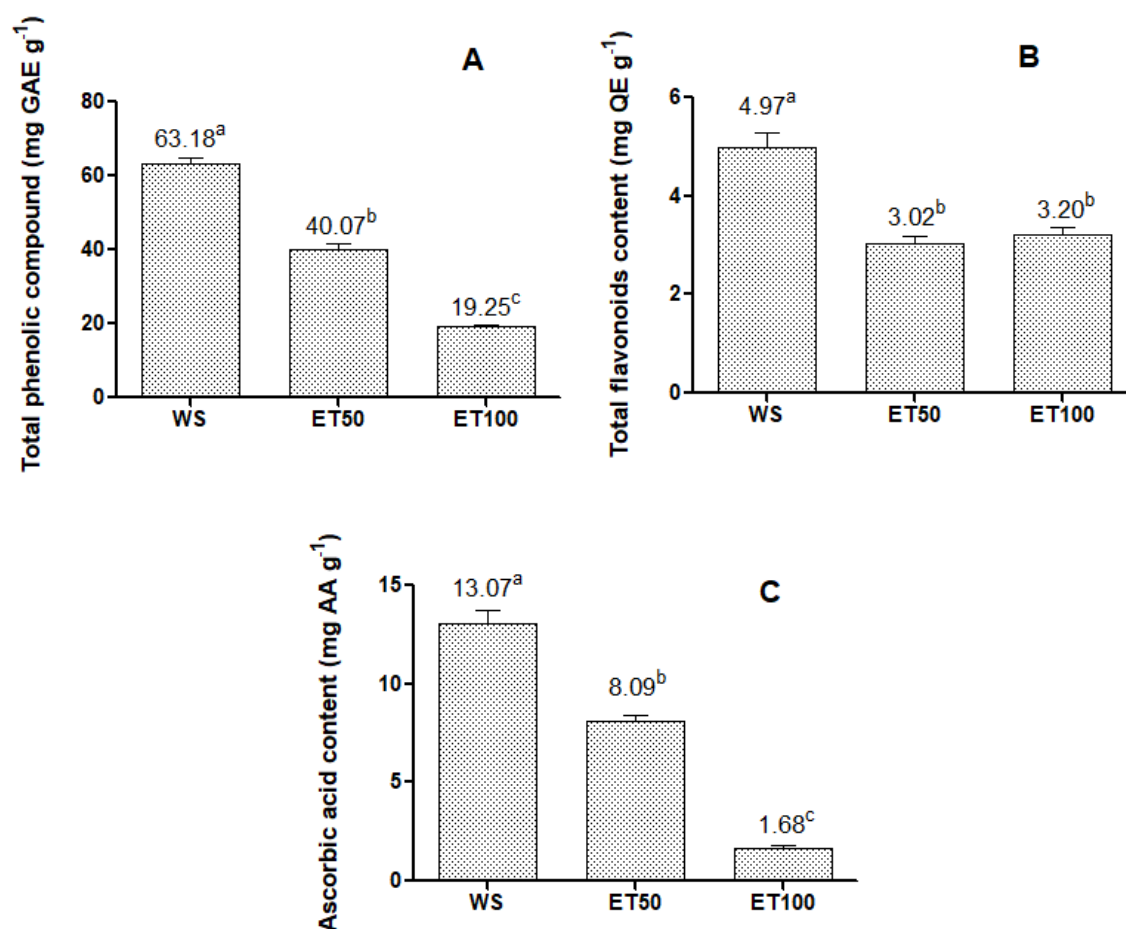 A
Total phenolic compound (mg GAE g⁻¹)
80
60
40
20
0
63.18ᵃ
40.07ᵇ
19.25ᶜ
WS ET50 ET100
B
Total flavonoids content (mg QE g⁻¹)
6
4
2
0
4.97ᵃ
3.02ᵇ
3.20ᵇ
WS ET50 ET100
C
Ascorbic acid content (mg AA g⁻¹)
15
10
5
0
13.07ᵃ
8.09ᵇ
1.68ᶜ
WS ET50 ET100